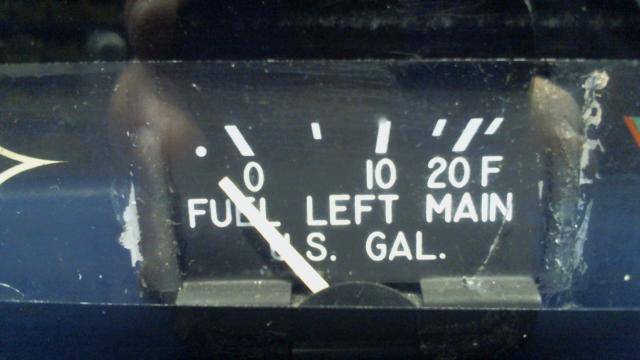 0 10 20 F
FUEL LEFT MAIN
U.S. GAL.